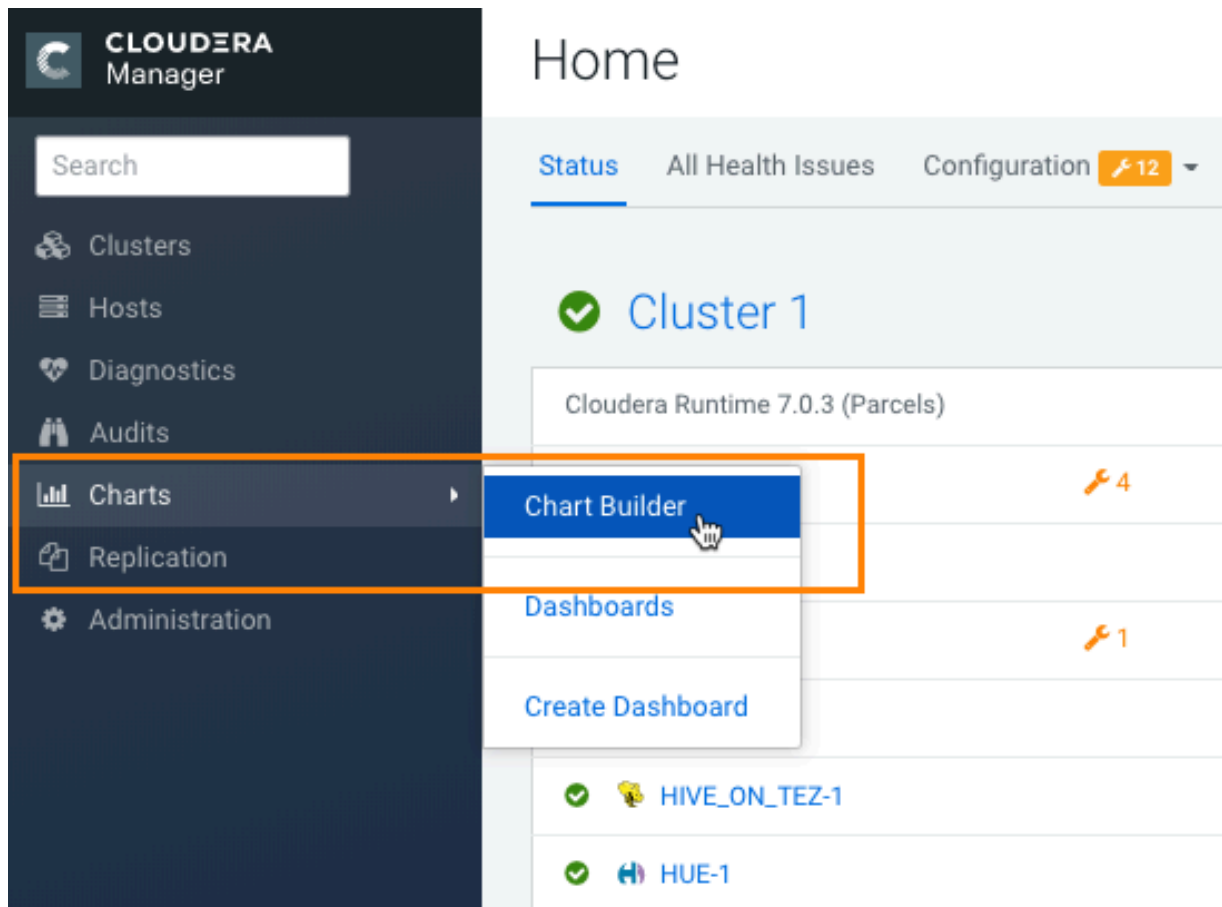 CLOUDERA
Manager
Home
Search
Status All Health Issues Configuration 12
Clusters
Hosts
Diagnostics
Audits
Charts
Replication
Administration
Cluster 1
Cloudera Runtime 7.0.3 (Parcels)
4
Chart Builder
Dashboards
1
Create Dashboard
HIVE_ON_TEZ-1
HUE-1